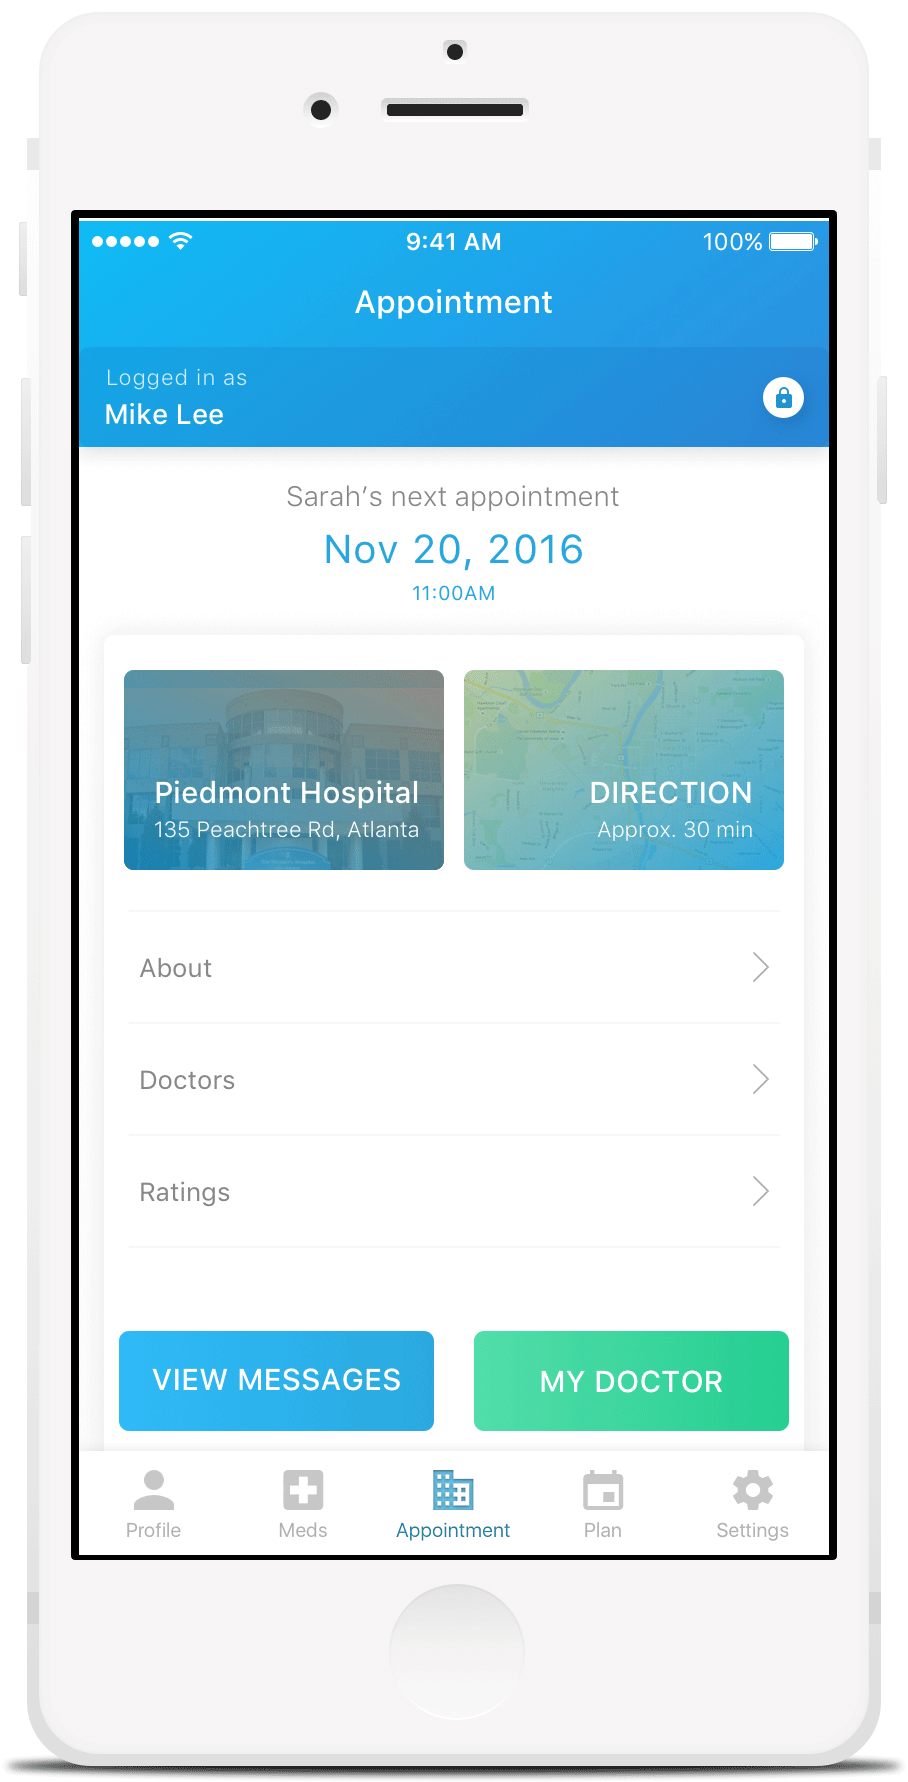 9:41 AM
100%
Appointment
Logged in as
Mike Lee
Sarah's next appointment
Nov 20, 2016
11:00AM
Piedmont Hospital
135 Peachtree Rd, Atlanta
DIRECTION
Approx. 30 min
About
Doctors
Ratings
VIEW MESSAGES
MY DOCTOR
Profile
Meds
Appointment
Plan
Settings